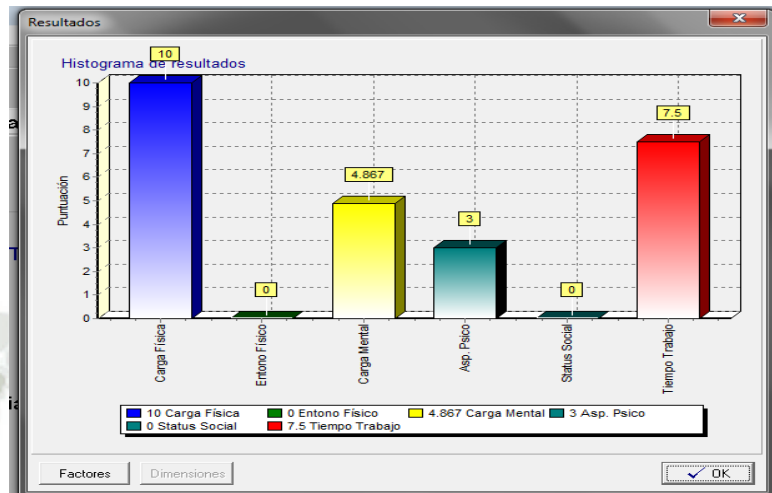 Resultados
Histograma de resultados
10
7.5
4.867
3
0
0
10
9
8
7
6
5
4
3
2
1
0
Puntuación
Carga Física
Entono Físico
Carga Mental
Asp. Psico
Status Social
Tiempo Trabajo
10 Carga Física 0 Entono Físico 4.867 Carga Mental 3 Asp. Psico
0 Status Social 7.5 Tiempo Trabajo
Factores Dimensiones OK